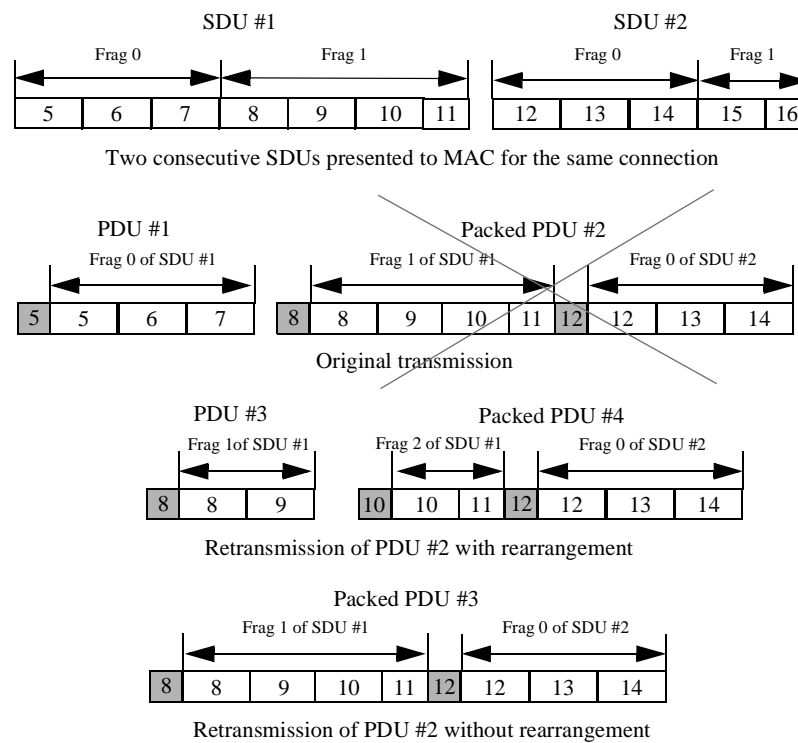 SDU #1 SDU #2
Frag 0 Frag 1 Frag 0 Frag 1
5 6 7 8 9 10 11 12 13 14 15 16
Two consecutive SDUs presented to MAC for the same connection
PDU #1 Packed PDU #2
Frag 0 of SDU #1 Frag 1 of SDU #1 Frag 0 of SDU #2
5 5 6 7 8 8 9 10 11 12 12 13 14
Original transmission
PDU #3 Packed PDU #4
Frag 1of SDU #1 Frag 2 of SDU #1 Frag 0 of SDU #2
8 8 9 10 10 11 12 12 13 14
Retransmission of PDU #2 with rearrangement
Packed PDU #3
Frag 1 of SDU #1 Frag 0 of SDU #2
8 8 9 10 11 12 12 13 14
Retransmission of PDU #2 without rearrangement